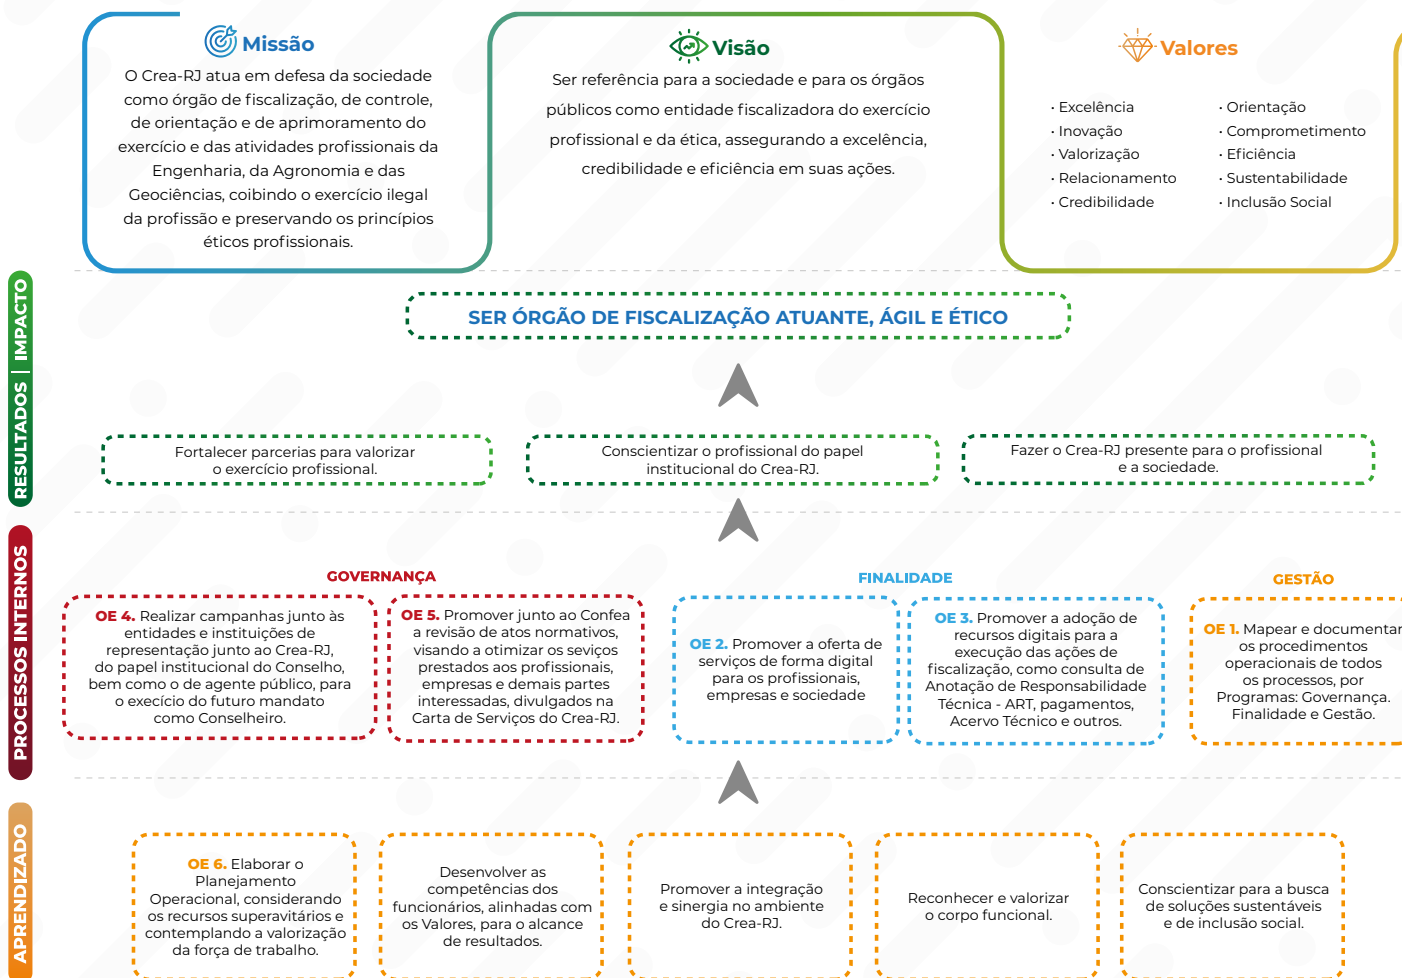 Missão
O Crea-RJ atua em defesa da sociedade
como órgão de fiscalização, de controle,
de orientação e de aprimoramento do
exercício e das atividades profissionais da
Engenharia, da Agronomia e das
Geociências, coibindo o exercício ilegal
da profissão e preservando os princípios
éticos profissionais.
Visão
Ser referência para a sociedade e para os órgãos
públicos como entidade fiscalizadora do exercício
profissional e da ética, assegurando a excelência,
credibilidade e eficiência em suas ações.
Valores
· Excelência
· Inovação
· Valorização
· Relacionamento
· Credibilidade
· Orientação
· Comprometimento
· Eficiência
· Sustentabilidade
· Inclusão Social
RESULTADOS | IMPACTO
SER ÓRGÃO DE FISCALIZAÇÃO ATUANTE, ÁGIL E ÉTICO
Fortalecer parcerias para valorizar
o exercício profissional.
Conscientizar o profissional do papel
institucional do Crea-RJ.
Fazer o Crea-RJ presente para o profissional
e a sociedade.
PROCESSOS INTERNOS
GOVERNANÇA
OE 4. Realizar campanhas junto às
entidades e instituições de
representação junto ao Crea-RJ,
do papel institucional do Conselho,
bem como o de agente público, para
o execício do futuro mandato
como Conselheiro.
OE 5. Promover junto ao Confea
a revisão de atos normativos,
visando a otimizar os seviços
prestados aos profissionais,
empresas e demais partes
interessadas, divulgados na
Carta de Serviços do Crea-RJ.
FINALIDADE
OE 2. Promover a oferta de
serviços de forma digital
para os profissionais,
empresas e sociedade
OE 3. Promover a adoção de
recursos digitais para a
execução das ações de
fiscalização, como consulta de
Anotação de Responsabilidade
Técnica - ART, pagamentos,
Acervo Técnico e outros.
GESTÃO
OE 1. Mapear e documentar
os procedimentos
operacionais de todos
os processos, por
Programas: Governança.
Finalidade e Gestão.
APRENDIZADO
OE 6. Elaborar o
Planejamento
Operacional, considerando
os recursos superavitários e
contemplando a valorização
da força de trabalho.
Desenvolver as
competências dos
funcionários, alinhadas com
os Valores, para o alcance
de resultados.
Promover a integração
e sinergia no ambiente
do Crea-RJ.
Reconhecer e valorizar
o corpo funcional.
Conscientizar para a busca
de soluções sustentáveis
e de inclusão social.